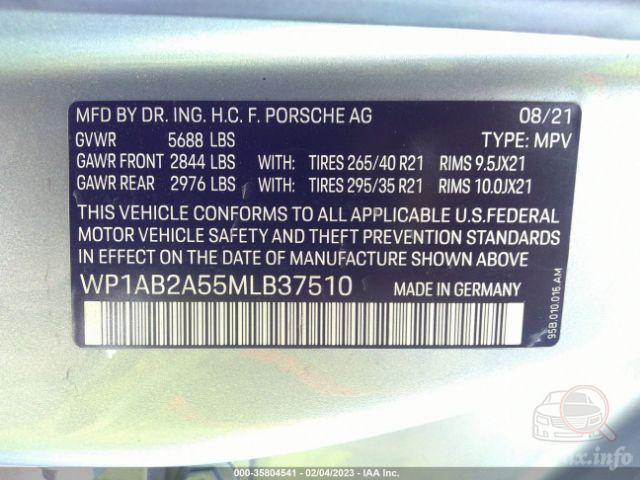 MFD BY DR. ING. H.C. F. PORSCHE AG 08/21
GVWR 5688 LBS TYPE: MPV
GAWR FRONT 2844 LBS WITH: TIRES 265/40 R21 RIMS 9.5JX21
GAWR REAR 2976 LBS WITH: TIRES 295/35 R21 RIMS 10.0JX21
THIS VEHICLE CONFORMS TO ALL APPLICABLE U.S.FEDERAL
MOTOR VEHICLE SAFETY AND THEFT PREVENTION STANDARDS
IN EFFECT ON THE DATE OF MANUFACTURE SHOWN ABOVE
WP1AB2A55MLB37510 MADE IN GERMANY
95B.010.016.AM
.info
© COPYRIGHT - 35804541 - 02/04/2023 - IAA Inc.